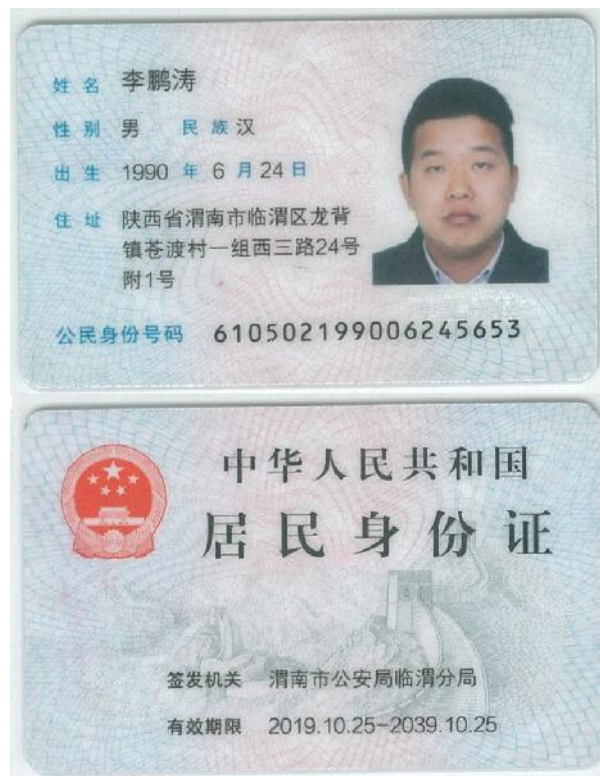 姓名 李鹏涛
性别 男 民族 汉
出生 1990 年 6 月 24 日
住址 陕西省渭南市临渭区龙背
镇苍渡村一组西三路24号
附1号
公民身份号码 610502199006245653
中华人民共和国
居民身份证
签发机关 渭南市公安局临渭分局
有效期限 2019.10.25-2039.10.25